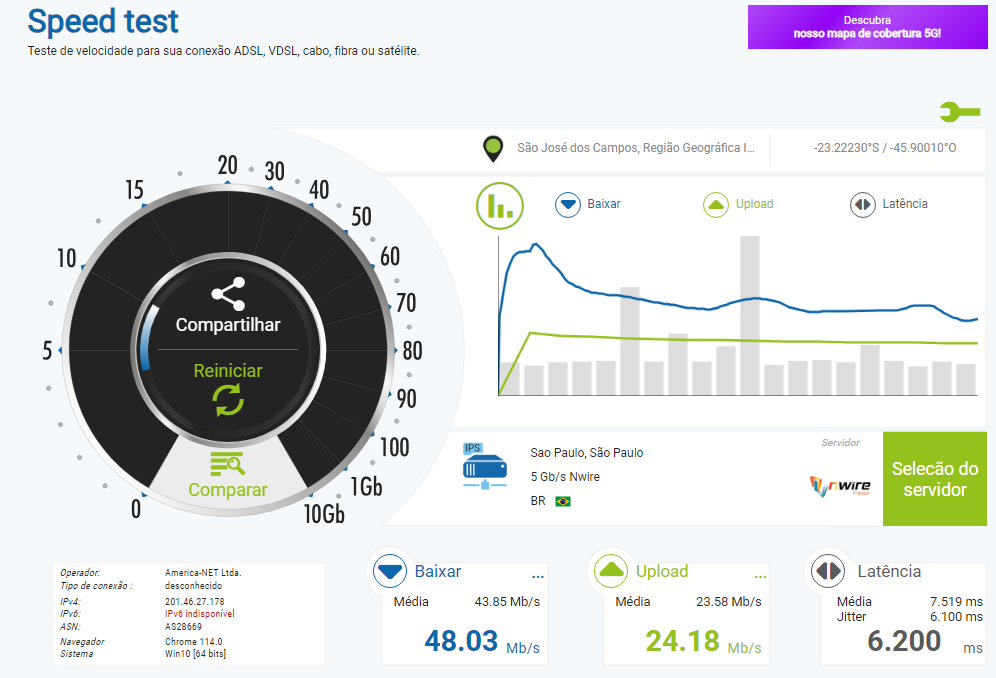 Speed test
Teste de velocidade para sua conexão ADSL, VDSL, cabo, fibra ou satélite.
Descubra
nosso mapa de cobertura 5G!
São José dos Campos, Região Geográfica I...
-23.22230°S / -45.90010°O
Baixar
Upload
Latência
0
5
10
15
20
30
40
50
60
70
80
90
100
1Gb
10Gb
Compartilhar
Reiniciar
Comparar
IPS
Sao Paulo, São Paulo
5 Gb/s Nwire
BR
Servidor
nwire
Fiber
Selecão do
servidor
Operador: America-NET Ltda.
Tipo de conexão : desconhecido
IPv4: 201.46.27.178
IPv6: IPv6 indisponível
ASN: AS28669
Navegador Chrome 114.0
Sistema Win10 [64 bits]
Baixar ...
Média 43.85 Mb/s
48.03 Mb/s
Upload ...
Média 23.58 Mb/s
24.18 Mb/s
Latência
Média 7.519 ms
Jitter 6.100 ms
6.200 ms